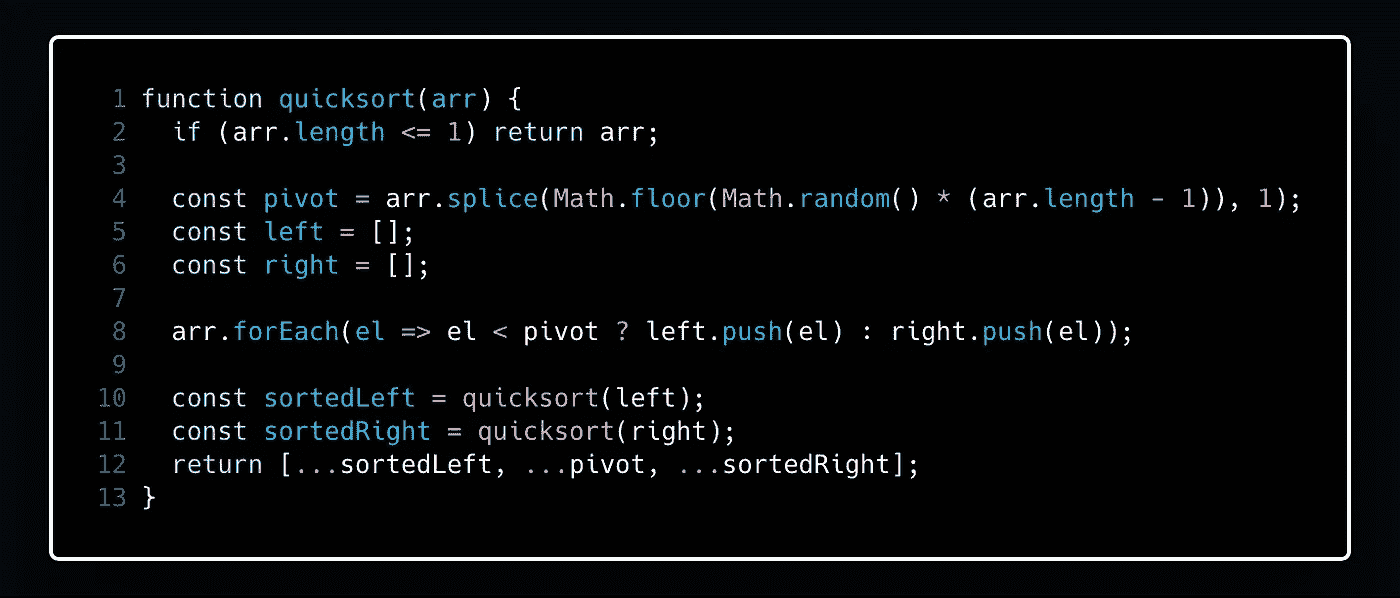 1 function quicksort(arr) {
2   if (arr.length <= 1) return arr;
3
4   const pivot = arr.splice(Math.floor(Math.random() * (arr.length - 1)), 1);
5   const left = [];
6   const right = [];
7
8   arr.forEach(el => el < pivot ? left.push(el) : right.push(el));
9
10   const sortedLeft = quicksort(left);
11   const sortedRight = quicksort(right);
12   return [...sortedLeft, ...pivot, ...sortedRight];
13 }